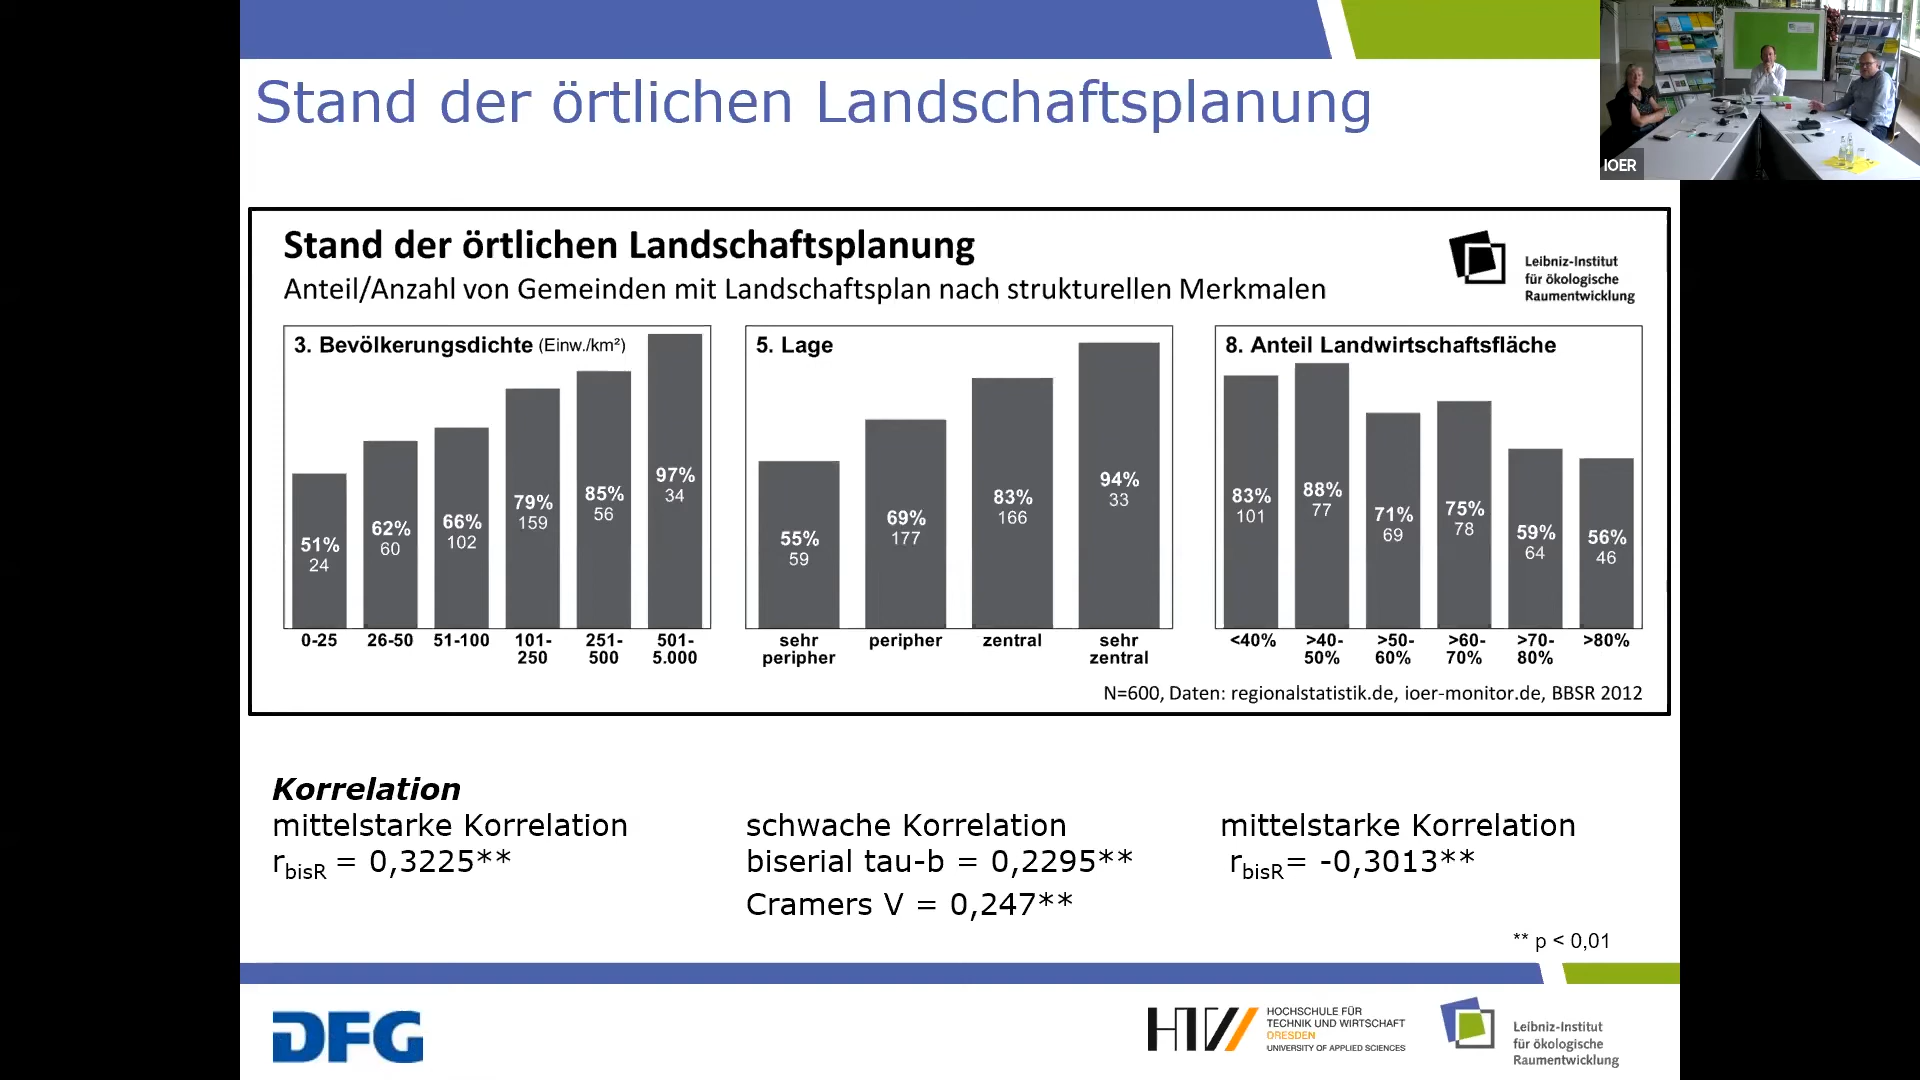 Stand der örtlichen Landschaftsplanung
IOER
Stand der örtlichen Landschaftsplanung
Anteil/Anzahl von Gemeinden mit Landschaftsplan nach strukturellen Merkmalen
Leibniz-Institut
für ökologische
Raumentwicklung
3. Bevölkerungsdichte (Einw./km²)
51% 62% 66% 79% 85% 97%
24 60 102 159 56 34
0-25 26-50 51-100 101-250 251-500 501-5.000
5. Lage
55% 69% 83% 94%
59 177 166 33
sehr peripher peripher zentral sehr zentral
8. Anteil Landwirtschaftsfläche
83% 88% 71% 75% 59% 56%
101 77 69 78 64 46
<40% >40-50% >50-60% >60-70% >70-80% >80%
N=600, Daten: regionalstatistik.de, ioer-monitor.de, BBSR 2012
Korrelation
mittelstarke Korrelation
rbisR = 0,3225**
schwache Korrelation
biserial tau-b = 0,2295**
Cramers V = 0,247**
mittelstarke Korrelation
rbisR= -0,3013**
** p < 0,01
DFG
HTW
HOCHSCHULE FÜR
TECHNIK UND WIRTSCHAFT
DRESDEN
UNIVERSITY OF APPLIED SCIENCES
Leibniz-Institut
für ökologische
Raumentwicklung